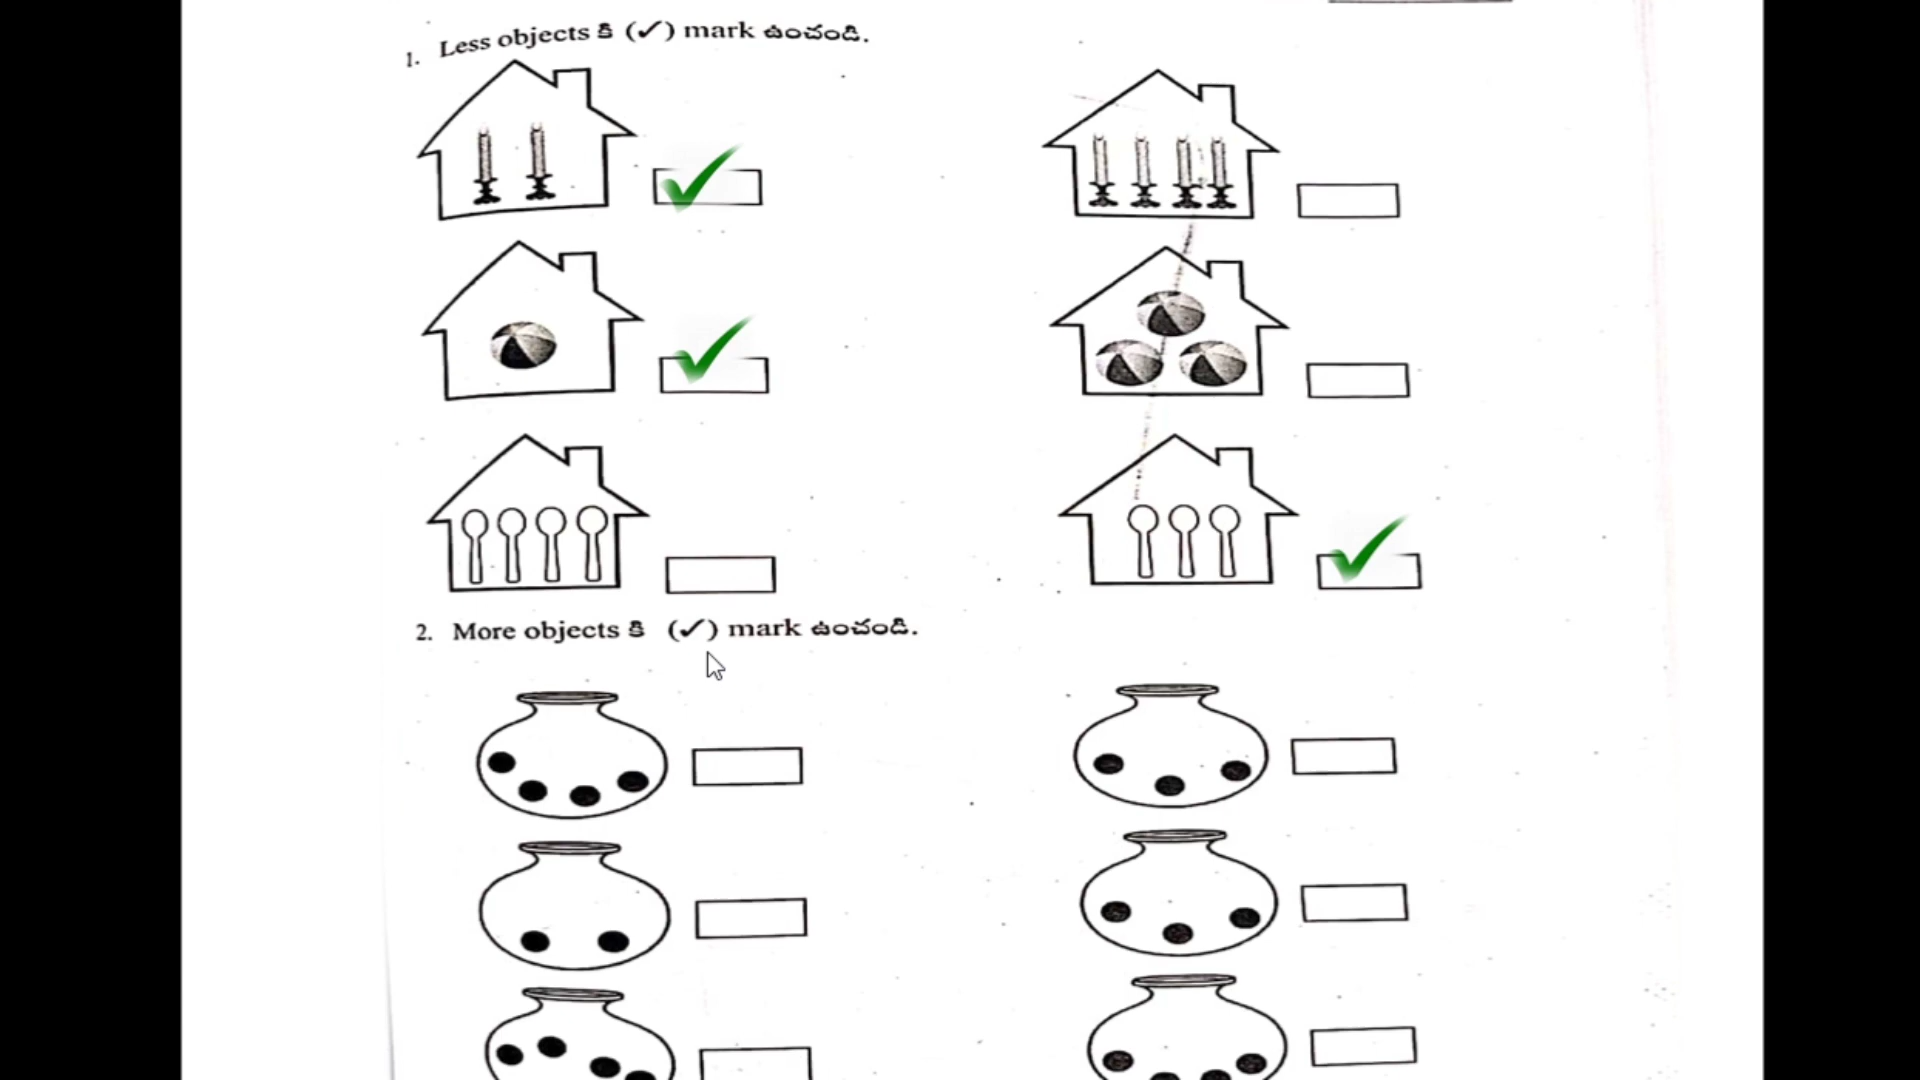 1. Less objects కి (✓) mark ఉంచండి.
2. More objects కి (✓) mark ఉంచండి.